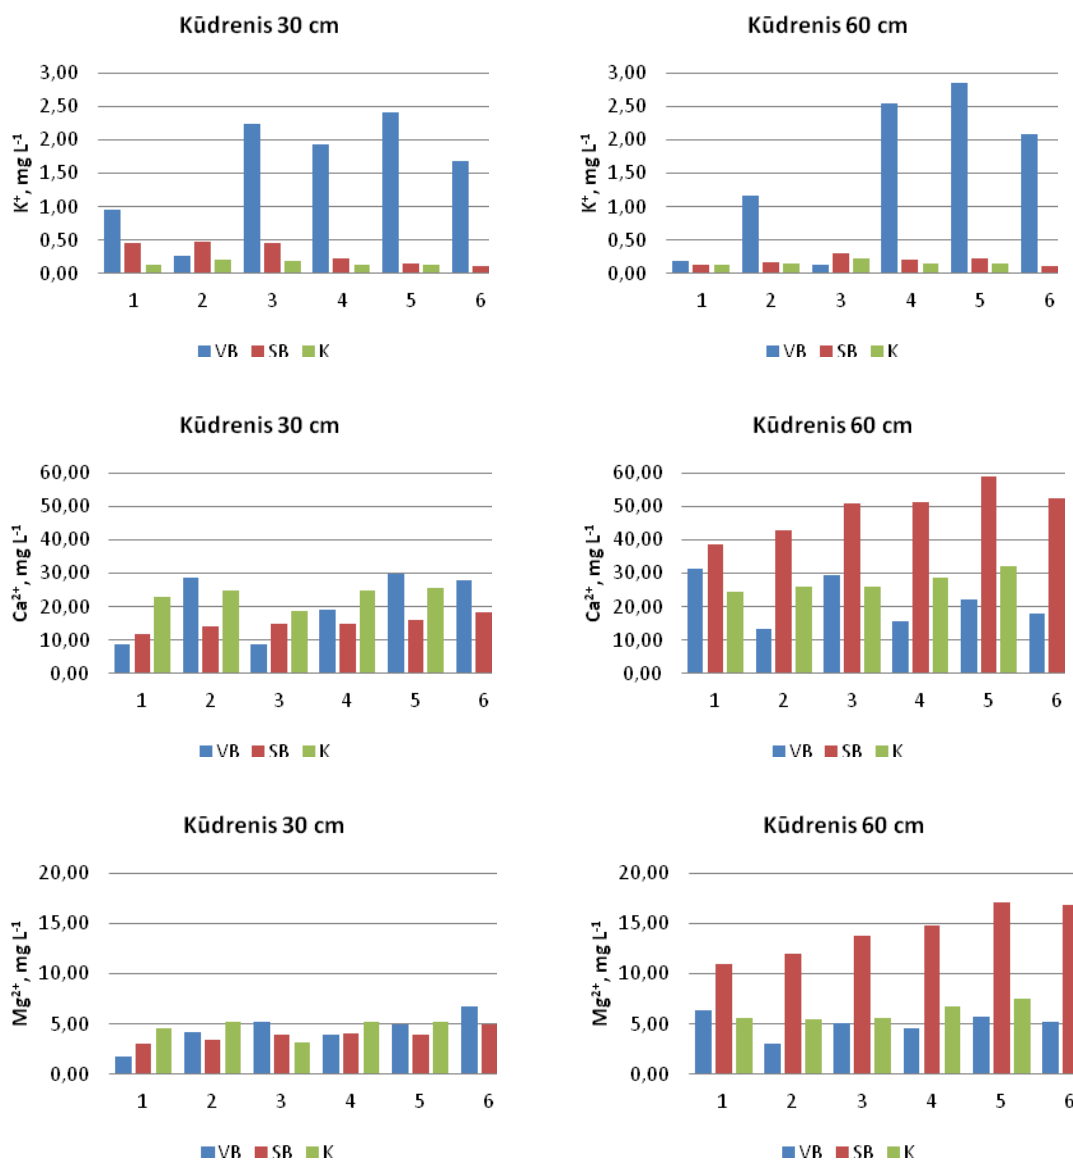 Kūdrenis 30 cm
K⁺, mg L⁻¹
3,00
2,50
2,00
1,50
1,00
0,50
0,00
1 2 3 4 5 6
VB SB K
Kūdrenis 60 cm
K⁺, mg L⁻¹
3,00
2,50
2,00
1,50
1,00
0,50
0,00
1 2 3 4 5 6
VB SB K
Kūdrenis 30 cm
Ca²⁺, mg L⁻¹
60,00
50,00
40,00
30,00
20,00
10,00
0,00
1 2 3 4 5 6
VB SB K
Kūdrenis 60 cm
Ca²⁺, mg L⁻¹
60,00
50,00
40,00
30,00
20,00
10,00
0,00
1 2 3 4 5 6
VB SB K
Kūdrenis 30 cm
Mg²⁺, mg L⁻¹
20,00
15,00
10,00
5,00
0,00
1 2 3 4 5 6
VB SB K
Kūdrenis 60 cm
Mg²⁺, mg L⁻¹
20,00
15,00
10,00
5,00
0,00
1 2 3 4 5 6
VB SB K